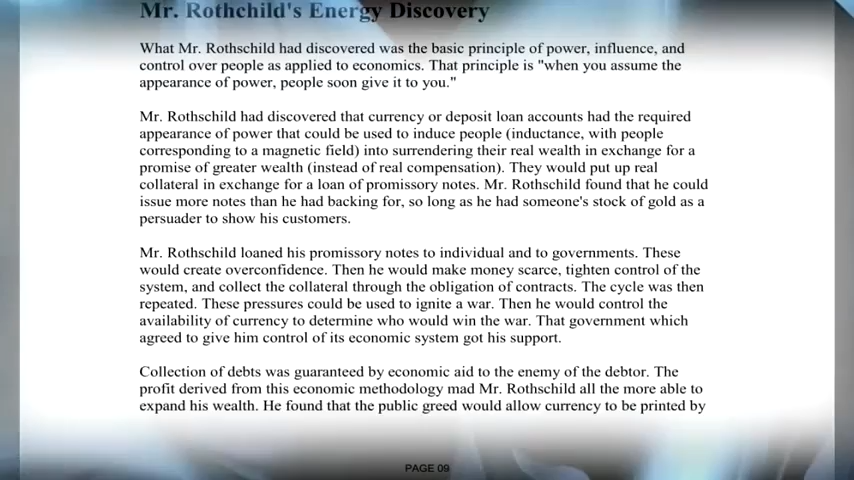 Mr. Rothchild's Energy Discovery
What Mr. Rothschild had discovered was the basic principle of power, influence, and
control over people as applied to economics. That principle is "when you assume the
appearance of power, people soon give it to you."
Mr. Rothschild had discovered that currency or deposit loan accounts had the required
appearance of power that could be used to induce people (inductance, with people
corresponding to a magnetic field) into surrendering their real wealth in exchange for a
promise of greater wealth (instead of real compensation). They would put up real
collateral in exchange for a loan of promissory notes. Mr. Rothschild found that he could
issue more notes than he had backing for, so long as he had someone's stock of gold as a
persuader to show his customers.
Mr. Rothschild loaned his promissory notes to individual and to governments. These
would create overconfidence. Then he would make money scarce, tighten control of the
system, and collect the collateral through the obligation of contracts. The cycle was then
repeated. These pressures could be used to ignite a war. Then he would control the
availability of currency to determine who would win the war. That government which
agreed to give him control of its economic system got his support.
Collection of debts was guaranteed by economic aid to the enemy of the debtor. The
profit derived from this economic methodology mad Mr. Rothschild all the more able to
expand his wealth. He found that the public greed would allow currency to be printed by
PAGE 09